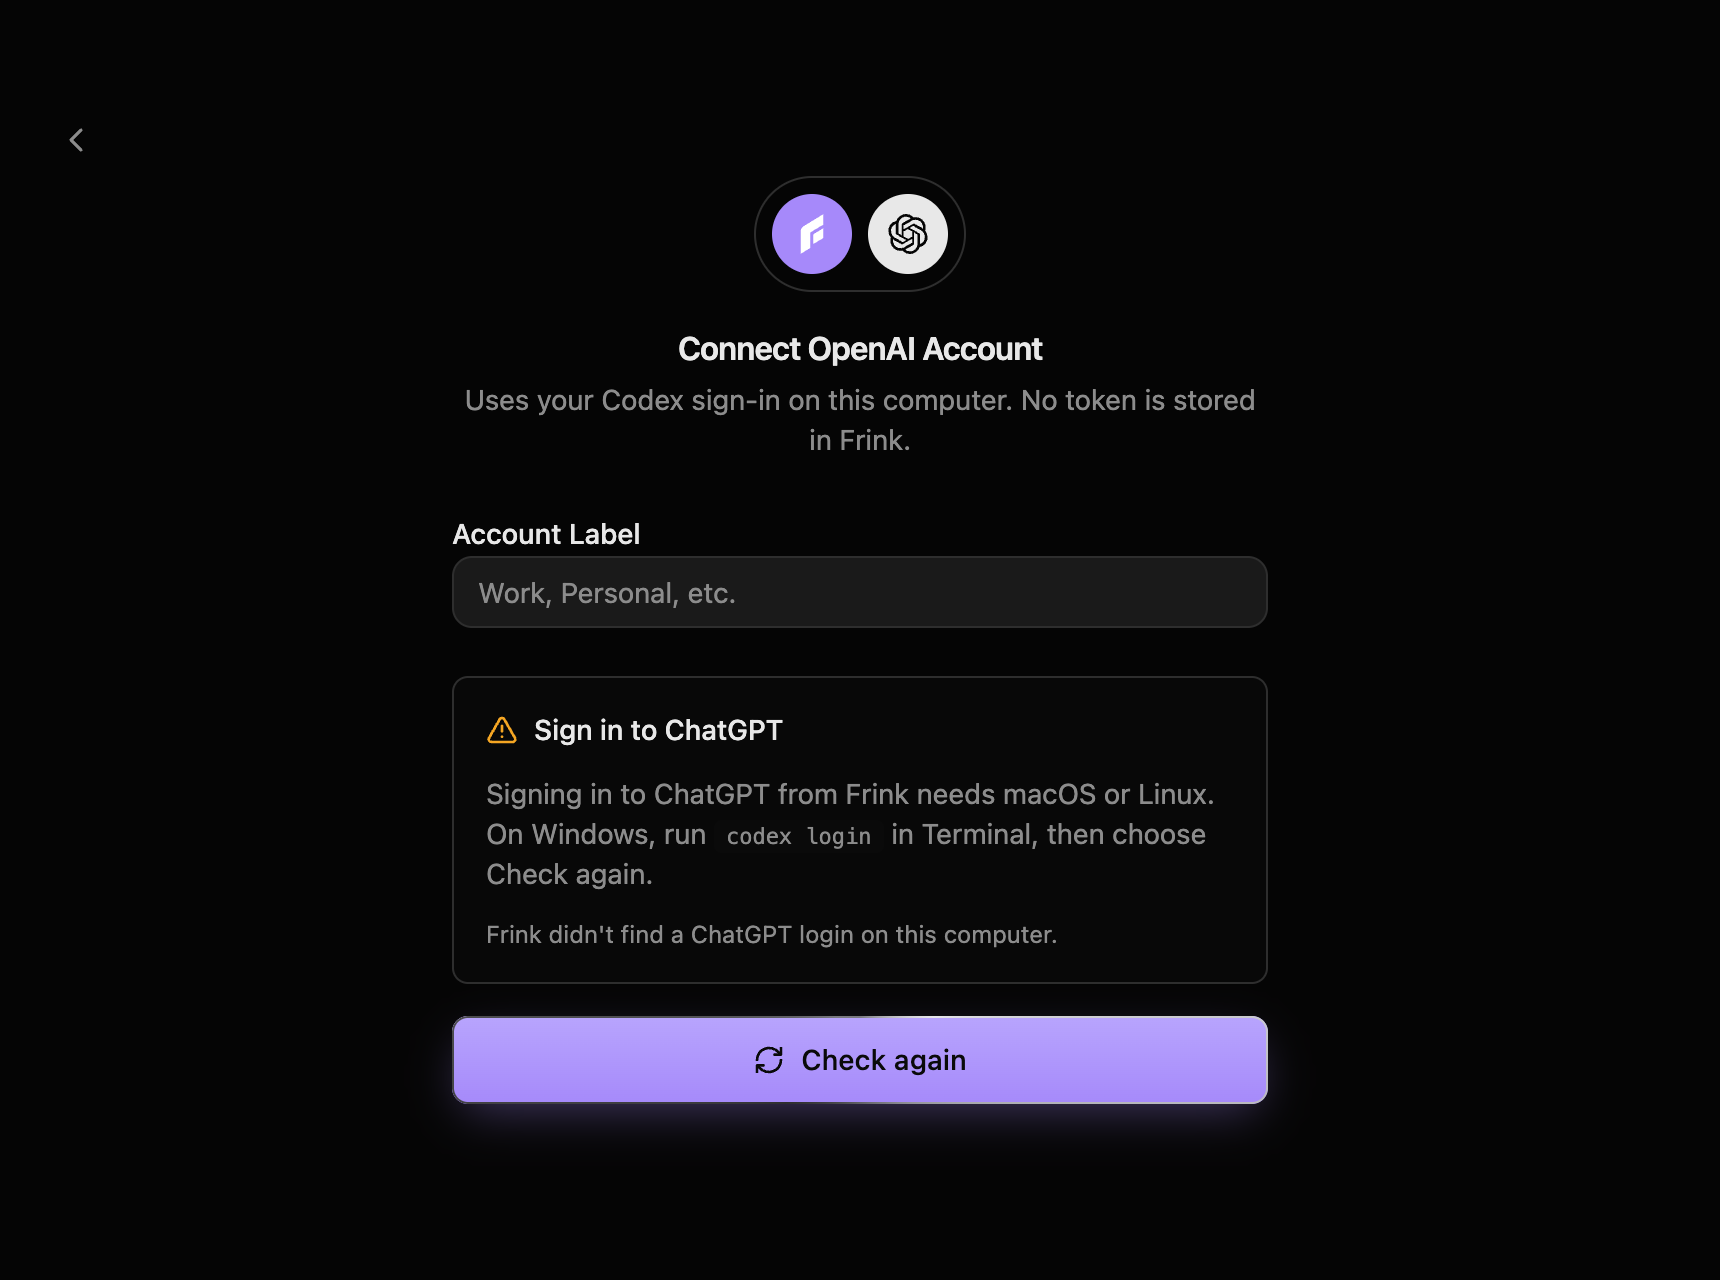 Connect OpenAI Account
Uses your Codex sign-in on this computer. No token is stored
in Frink.
Account Label
Work, Personal, etc.
Sign in to ChatGPT
Signing in to ChatGPT from Frink needs macOS or Linux.
On Windows, run codex login in Terminal, then choose
Check again.
Frink didn't find a ChatGPT login on this computer.
Check again